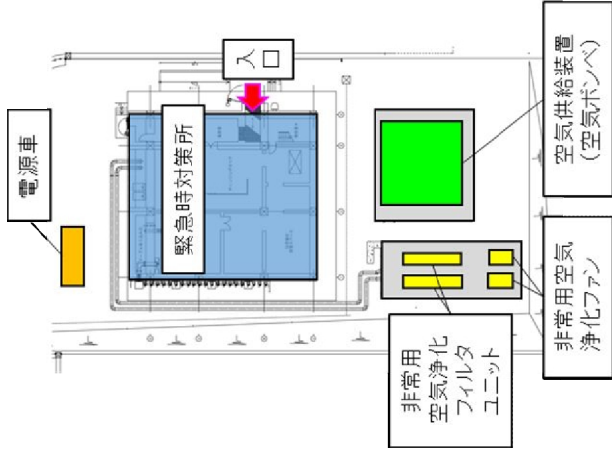 電源車
緊急時対策所
入口
空気供給装置
(空気ボンベ)
非常用空気
浄化ファン
非常用
空気浄化
フィルタ
ユニット